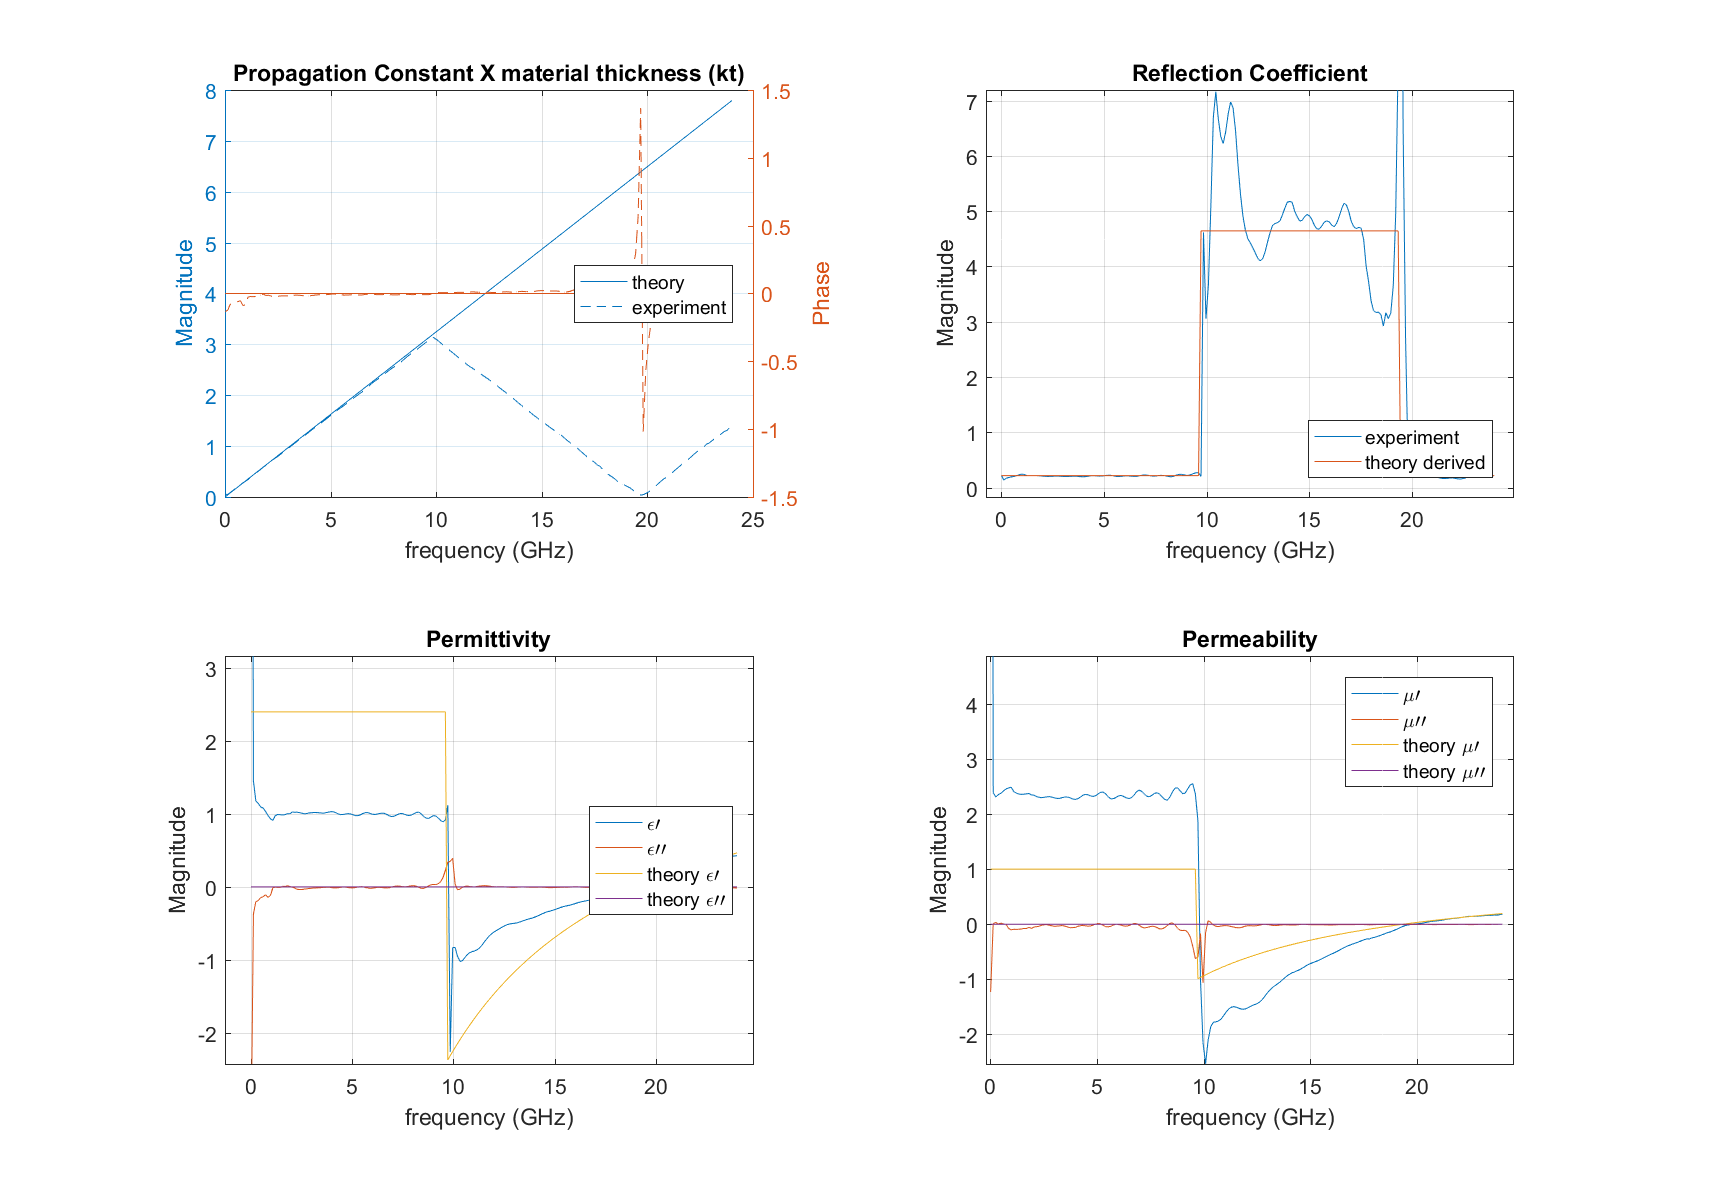 Propagation Constant X material thickness (kt)
8
7
6
5
4
3
2
1
0
Magnitude
1.5
1
0.5
0
-0.5
-1
-1.5
Phase
theory
experiment
0
5
10
15
20
25
frequency (GHz)
Reflection Coefficient
7
6
5
4
3
2
1
0
Magnitude
experiment
theory derived
0
5
10
15
20
frequency (GHz)
Permittivity
3
2
1
0
-1
-2
Magnitude
ϵ′
ϵ′′
theory ϵ′
theory ϵ′′
0
5
10
15
20
frequency (GHz)
Permeability
4
3
2
1
0
-1
-2
Magnitude
μ′
μ′′
theory μ′
theory μ′′
0
5
10
15
20
frequency (GHz)